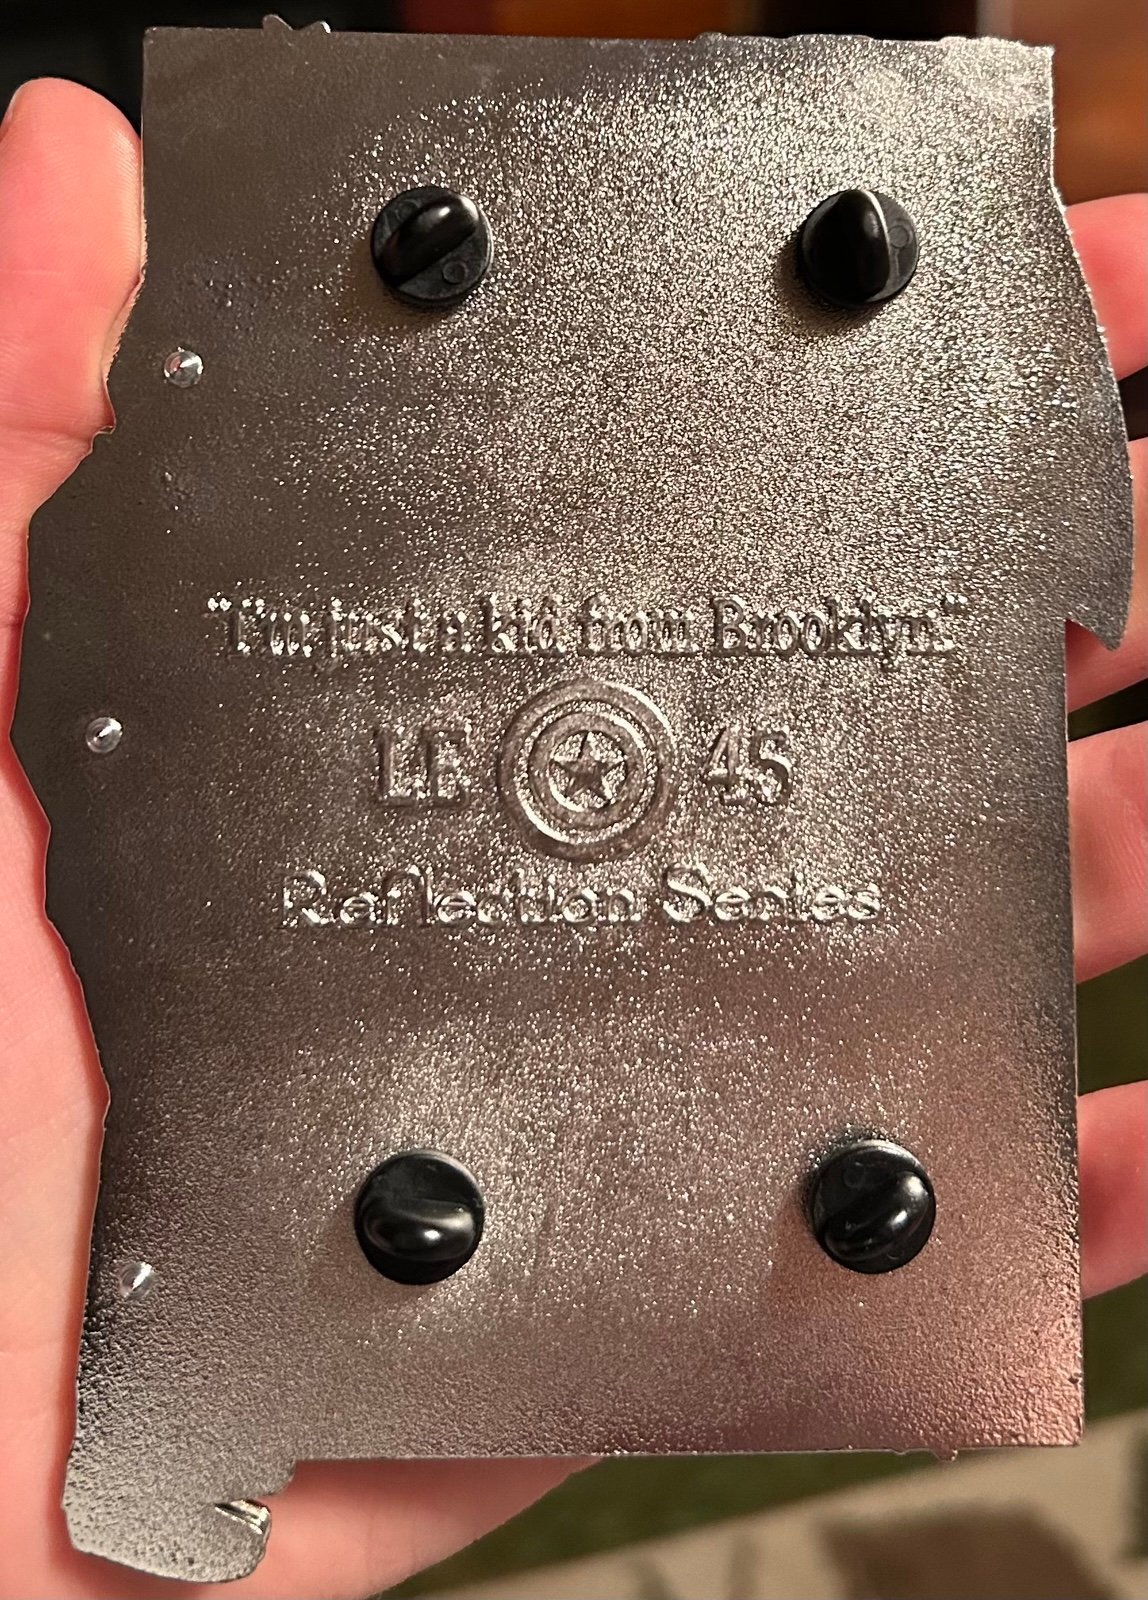 "I'm just a kid from Brooklyn."
LE 45
Reflection Series